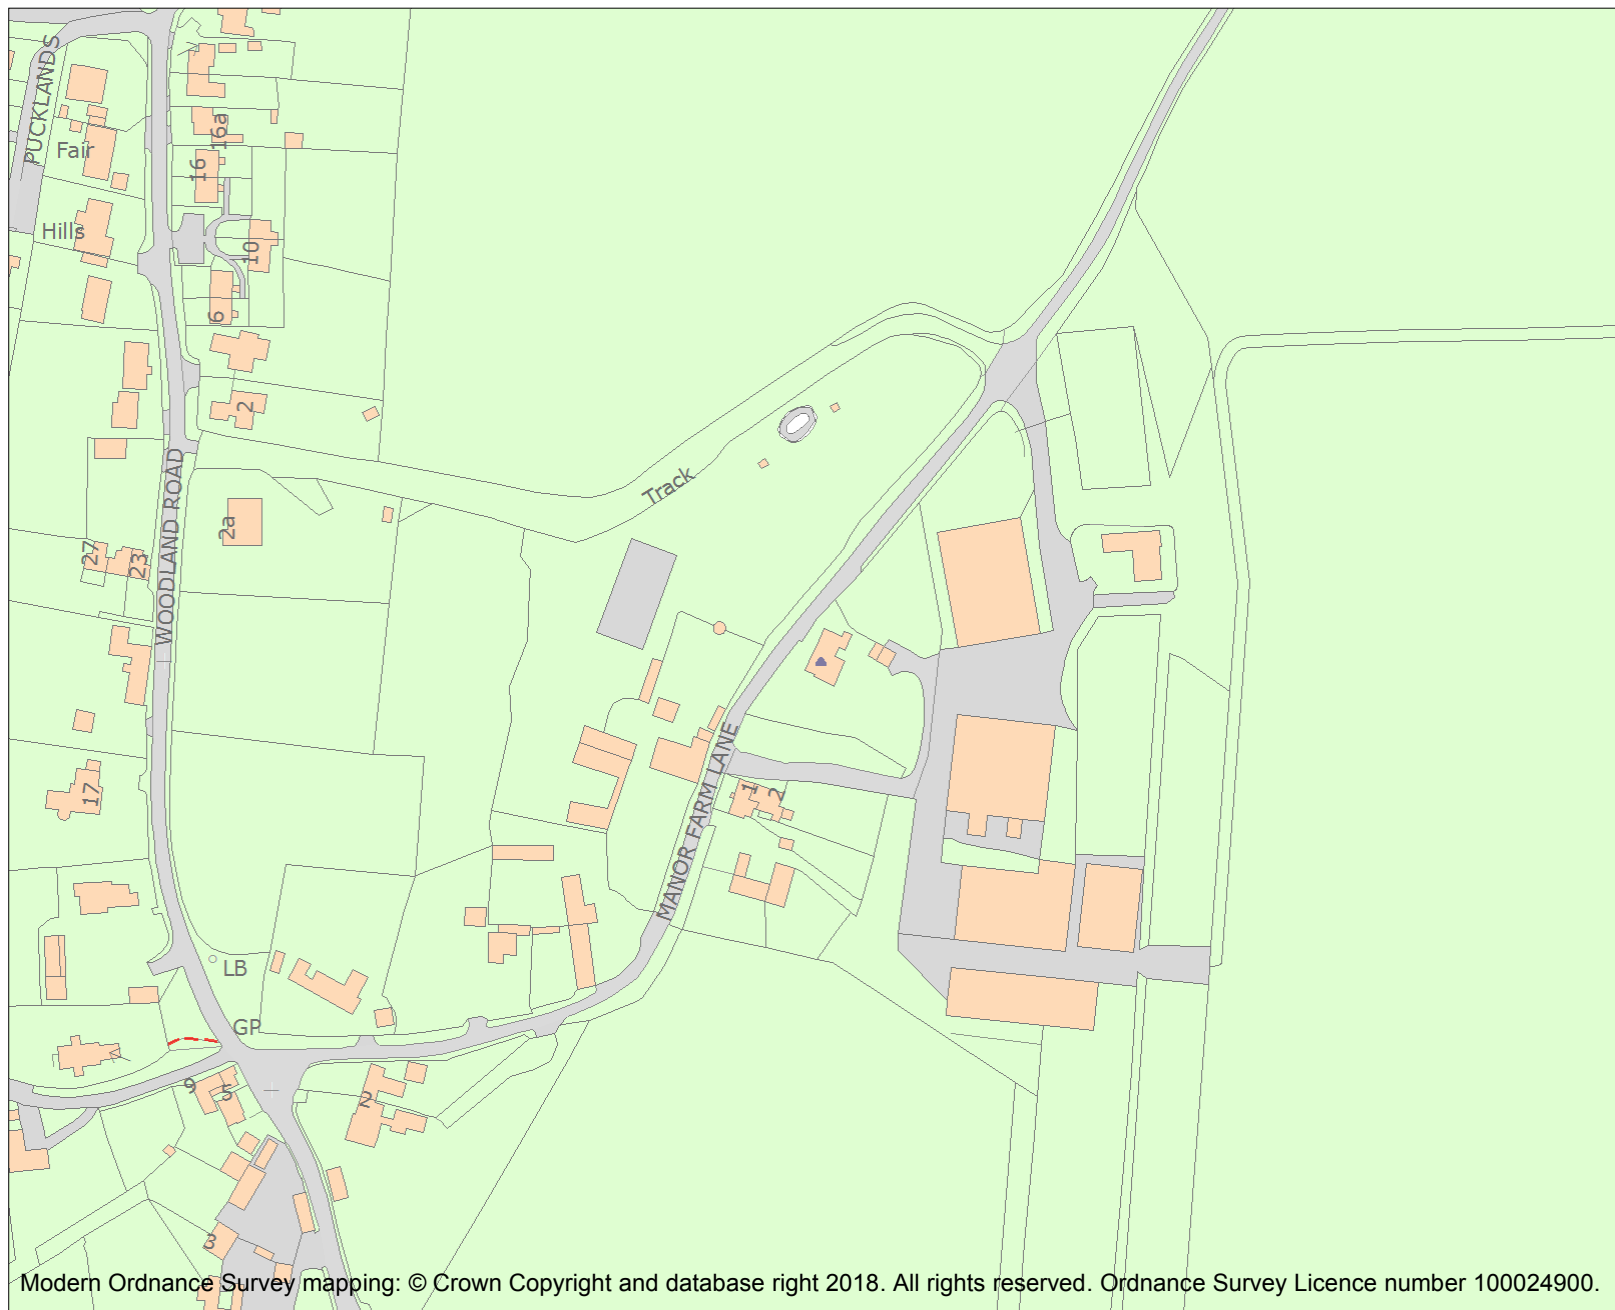 PUCKLANDS
Fair
16a
16
Hills
10
6
2
Track
WOODLAND ROAD
2a
27
23
17
1
2
MANOR FARM LANE
LB
GP
9
5
2
3
Modern Ordnance Survey mapping: © Crown Copyright and database right 2018. All rights reserved. Ordnance Survey Licence number 100024900.